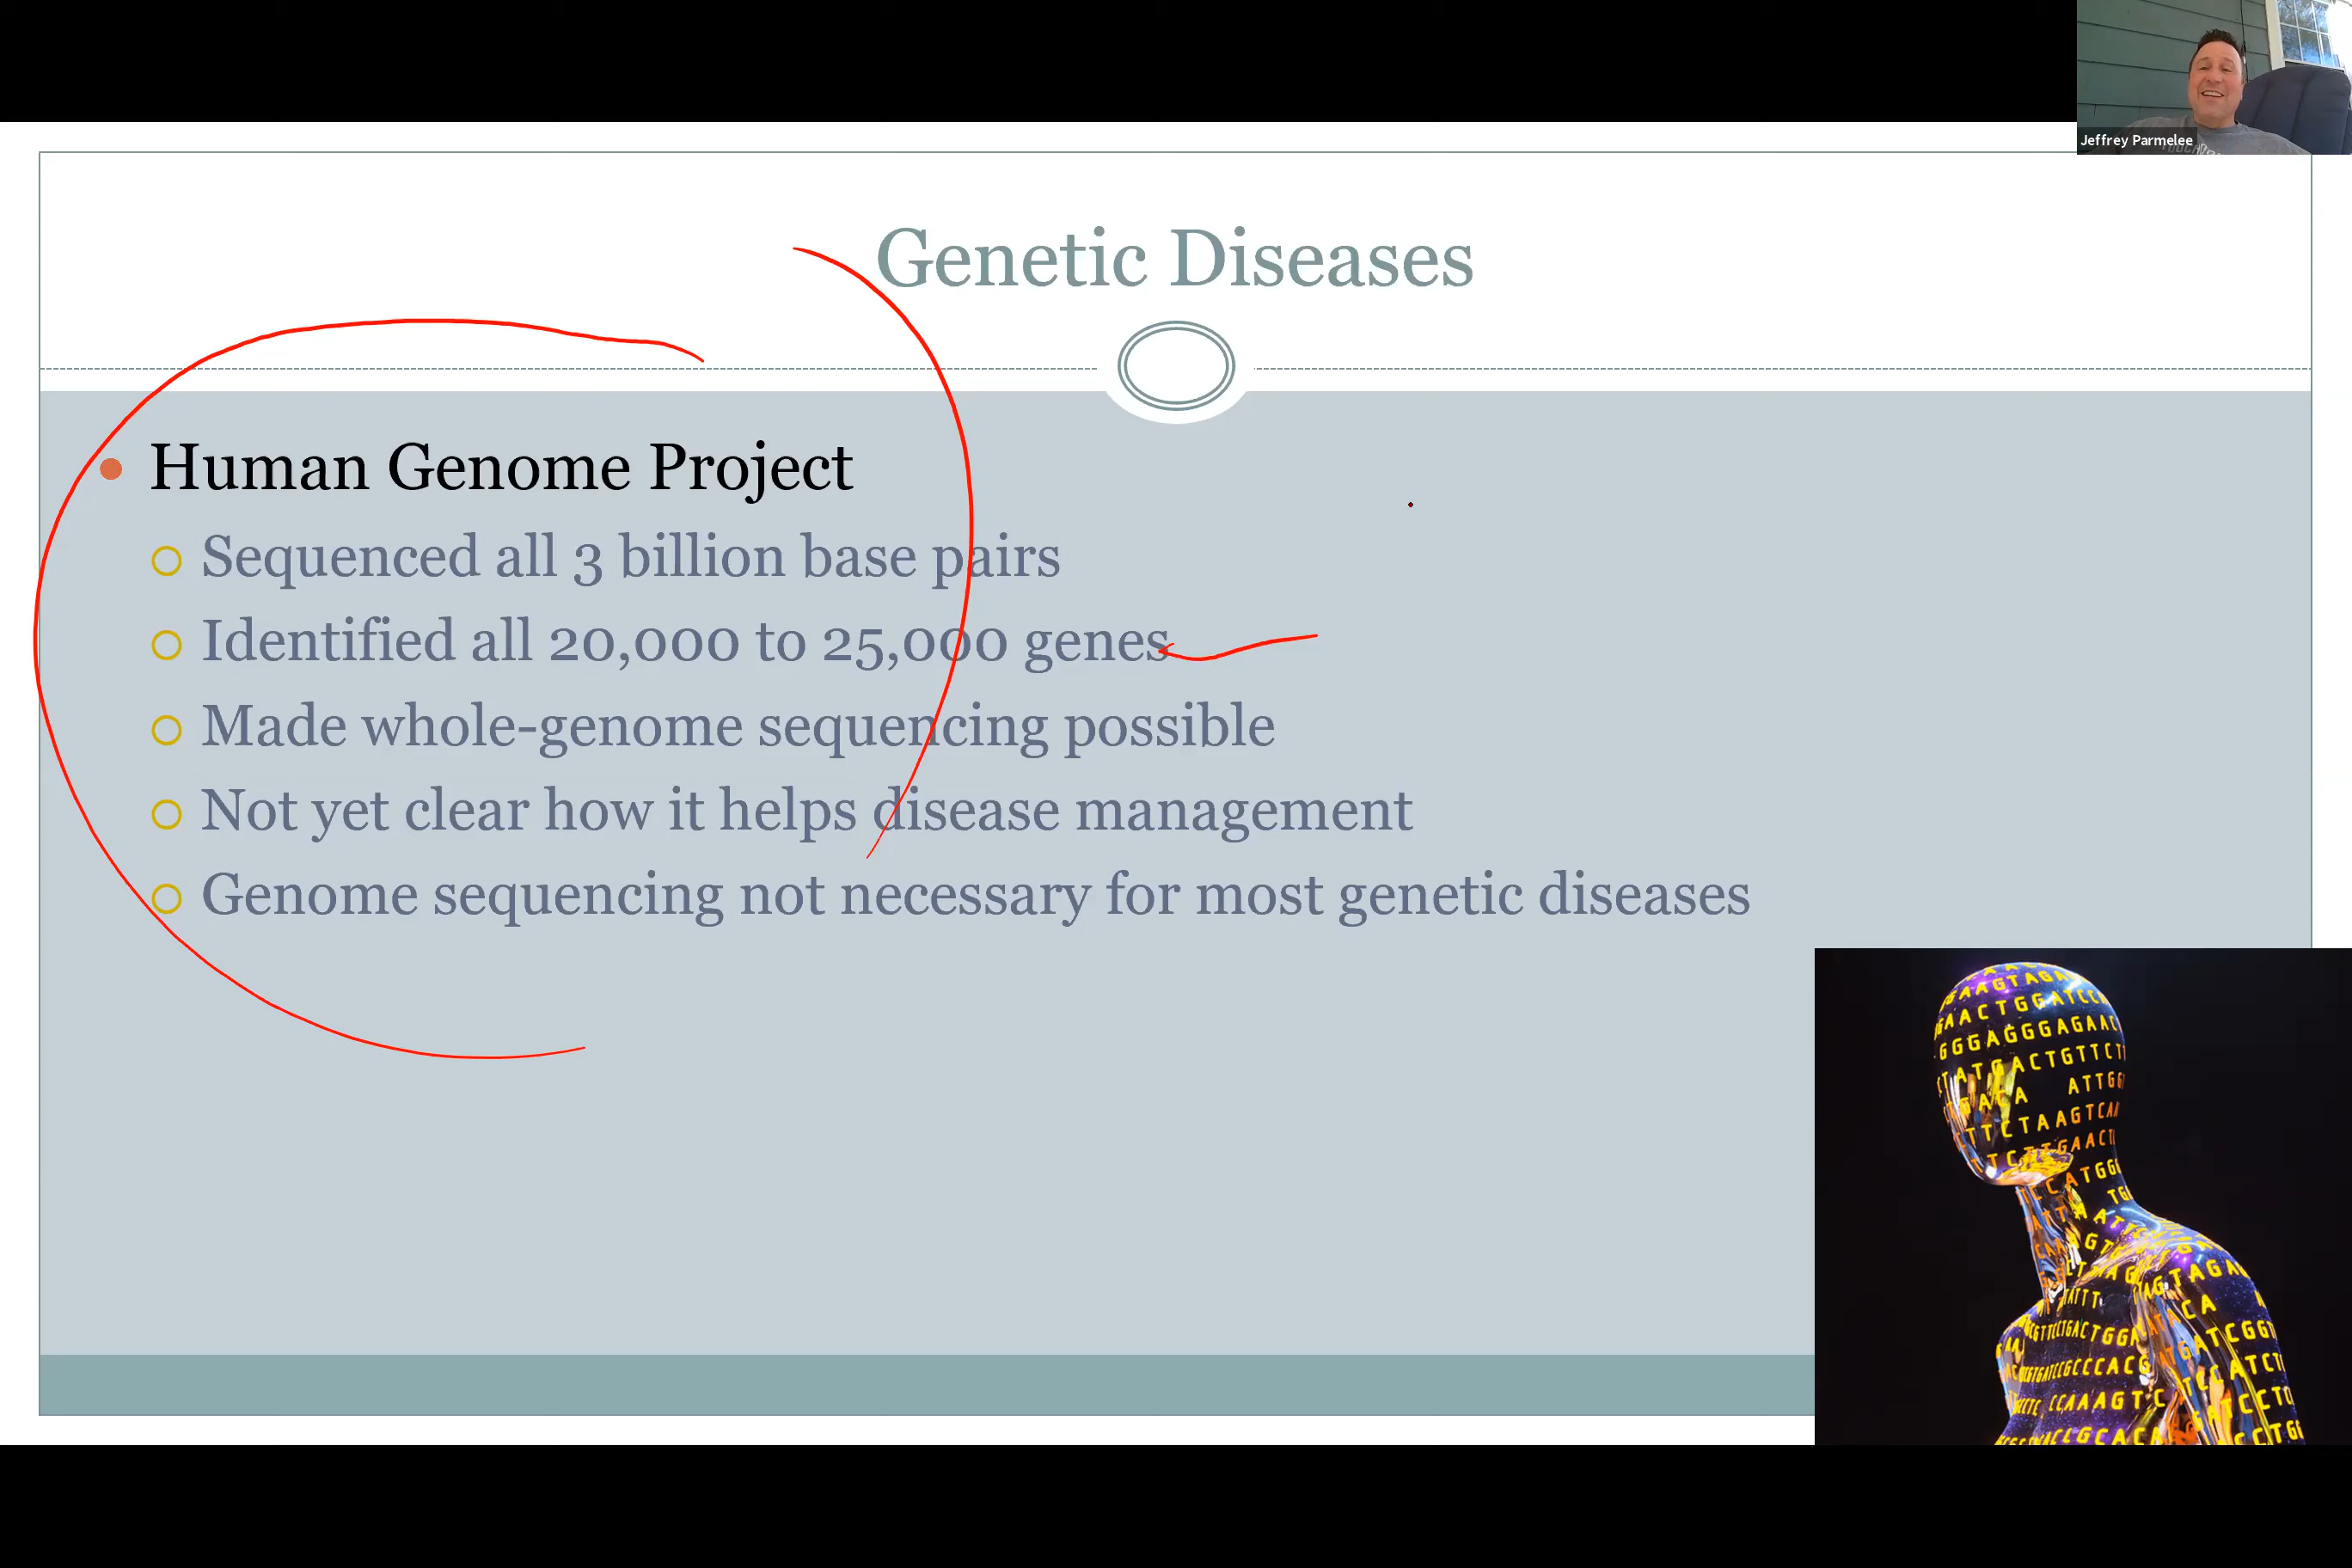 Jeffrey Parmelee
Genetic Diseases
Human Genome Project
Sequenced all 3 billion base pairs
Identified all 20,000 to 25,000 genes
Made whole-genome sequencing possible
Not yet clear how it helps disease management
Genome sequencing not necessary for most genetic diseases